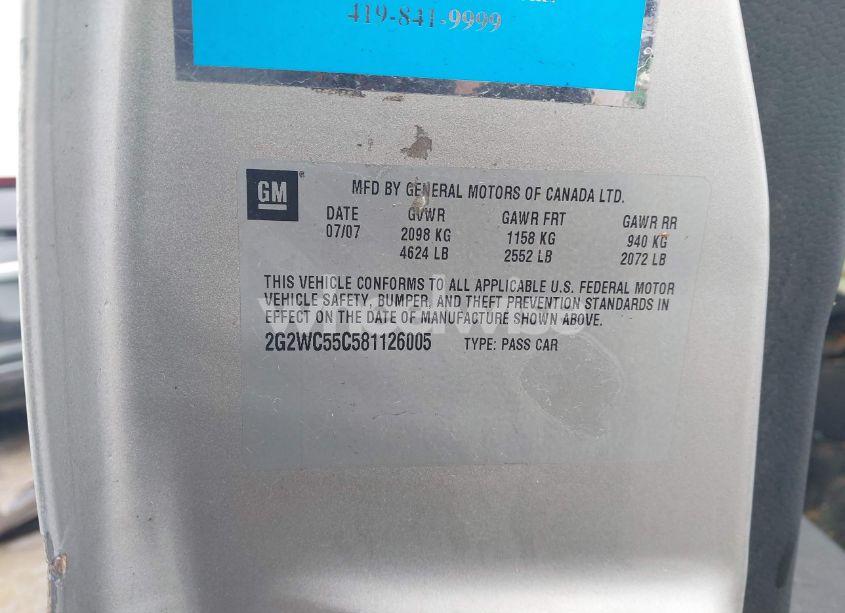 419-841-9999
GM
MFD BY GENERAL MOTORS OF CANADA LTD.
DATE GVWR GAWR FRT GAWR RR
07/07 2098 KG 1158 KG 940 KG
4624 LB 2552 LB 2072 LB
THIS VEHICLE CONFORMS TO ALL APPLICABLE U.S. FEDERAL MOTOR
VEHICLE SAFETY, BUMPER, AND THEFT PREVENTION STANDARDS IN
EFFECT ON THE DATE OF MANUFACTURE SHOWN ABOVE.
2G2WC55C581126005 TYPE: PASS CAR